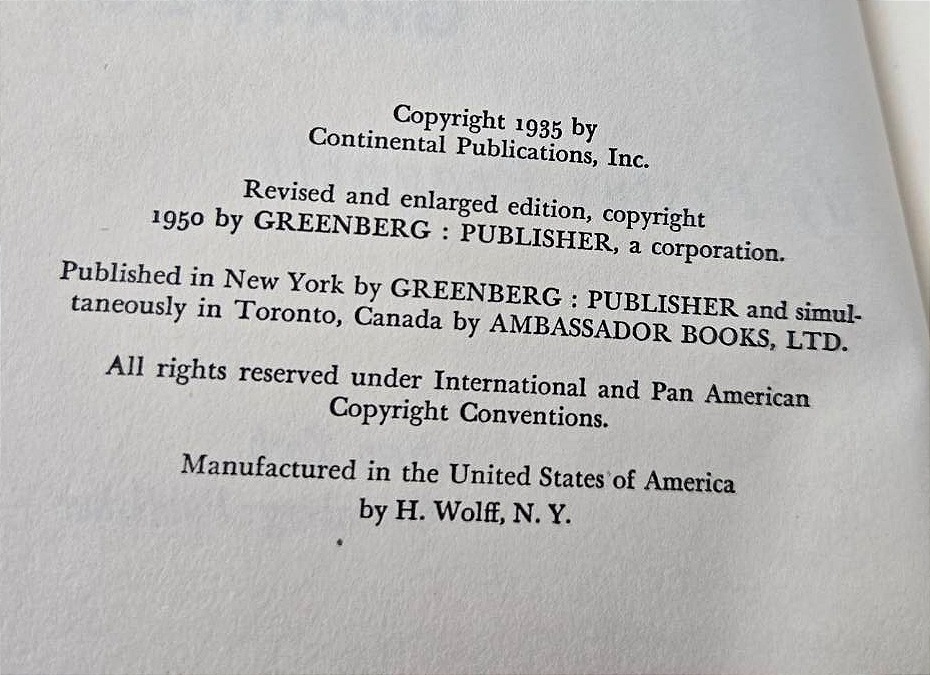 Copyright 1935 by
Continental Publications, Inc.
Revised and enlarged edition, copyright
1950 by GREENBERG : PUBLISHER, a corporation.
Published in New York by GREENBERG : PUBLISHER and simul-
taneously in Toronto, Canada by AMBASSADOR BOOKS, LTD.
All rights reserved under International and Pan American
Copyright Conventions.
Manufactured in the United States of America
by H. Wolff, N. Y.